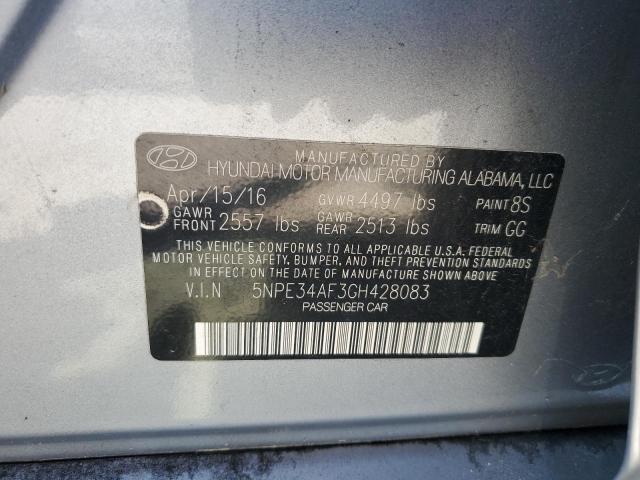 MANUFACTURED BY
HYUNDAI MOTOR MANUFACTURING ALABAMA, LLC
Apr/15/16 GVWR 4497 lbs PAINT 8S
GAWR FRONT 2557 lbs GAWR REAR 2513 lbs TRIM GG
THIS VEHICLE CONFORMS TO ALL APPLICABLE U.S.A. FEDERAL
MOTOR VEHICLE SAFETY, BUMPER, AND THEFT PREVENTION STANDARDS
IN EFFECT ON THE DATE OF MANUFACTURE SHOWN ABOVE
V.I.N 5NPE34AF3GH428083
PASSENGER CAR